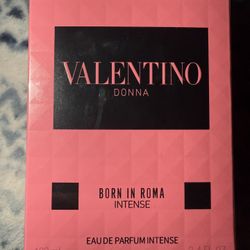 VALENTINO
DONNA
BORN IN ROMA
INTENSE
EAU DE PARFUM INTENSE